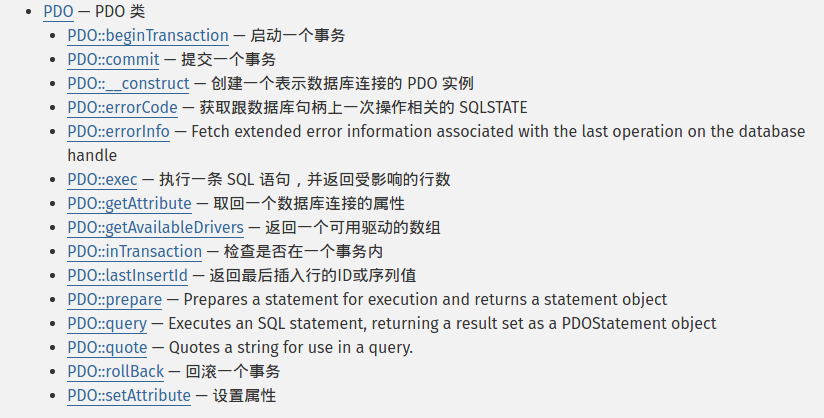 PDO — PDO 类
PDO::beginTransaction — 启动一个事务
PDO::commit — 提交一个事务
PDO::__construct — 创建一个表示数据库连接的 PDO 实例
PDO::errorCode — 获取跟数据库句柄上一次操作相关的 SQLSTATE
PDO::errorInfo — Fetch extended error information associated with the last operation on the database
handle
PDO::exec — 执行一条 SQL 语句，并返回受影响的行数
PDO::getAttribute — 取回一个数据库连接的属性
PDO::getAvailableDrivers — 返回一个可用驱动的数组
PDO::inTransaction — 检查是否在一个事务内
PDO::lastInsertId — 返回最后插入行的ID或序列值
PDO::prepare — Prepares a statement for execution and returns a statement object
PDO::query — Executes an SQL statement, returning a result set as a PDOStatement object
PDO::quote — Quotes a string for use in a query.
PDO::rollBack — 回滚一个事务
PDO::setAttribute — 设置属性